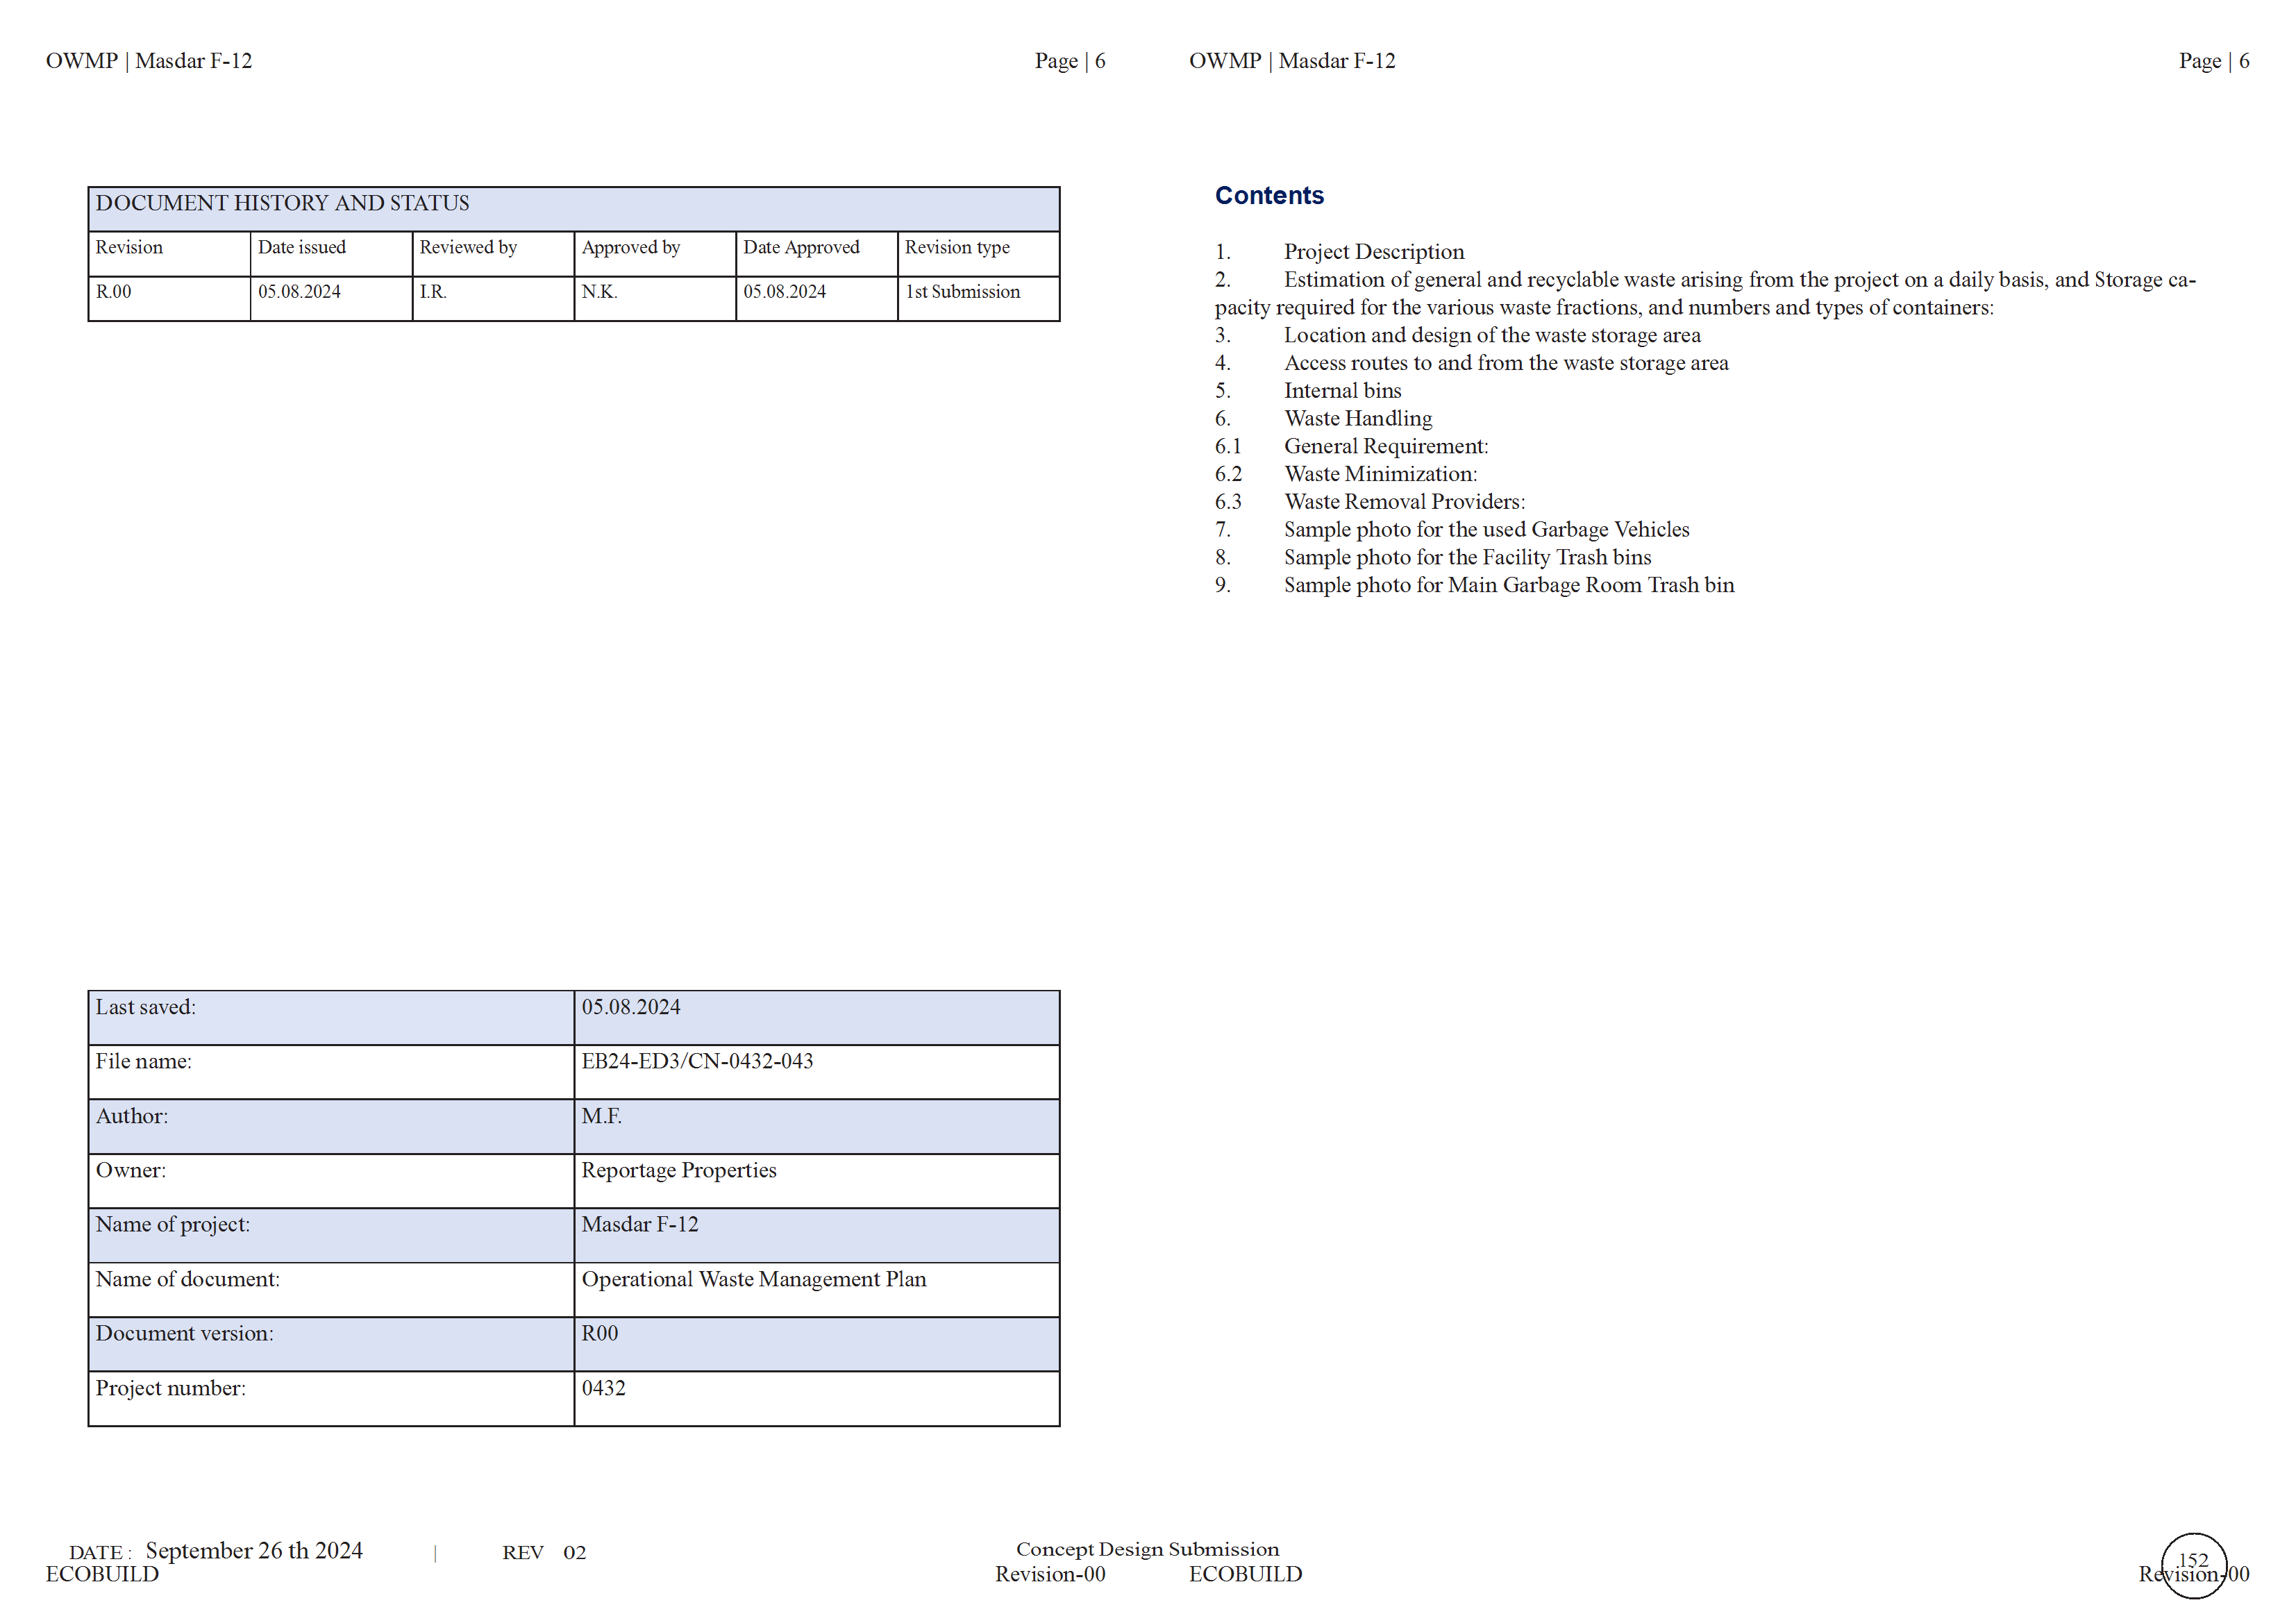 OWMP | Masdar F-12 Page | 6
DOCUMENT HISTORY AND STATUS
Revision Date issued Reviewed by Approved by Date Approved Revision type
R.00 05.08.2024 I.R. N.K. 05.08.2024 1st Submission
Last saved: 05.08.2024
File name: EB24-ED3/CN-0432-043
Author: M.F.
Owner: Reportage Properties
Name of project: Masdar F-12
Name of document: Operational Waste Management Plan
Document version: R00
Project number: 0432
OWMP | Masdar F-12 Page | 6
Contents
1. Project Description
2. Estimation of general and recyclable waste arising from the project on a daily basis, and Storage ca-
pacity required for the various waste fractions, and numbers and types of containers:
3. Location and design of the waste storage area
4. Access routes to and from the waste storage area
5. Internal bins
6. Waste Handling
6.1 General Requirement:
6.2 Waste Minimization:
6.3 Waste Removal Providers:
7. Sample photo for the used Garbage Vehicles
8. Sample photo for the Facility Trash bins
9. Sample photo for Main Garbage Room Trash bin
DATE : September 26 th 2024 | REV 02 Concept Design Submission 152
ECOBUILD Revision-00 ECOBUILD Revision-00